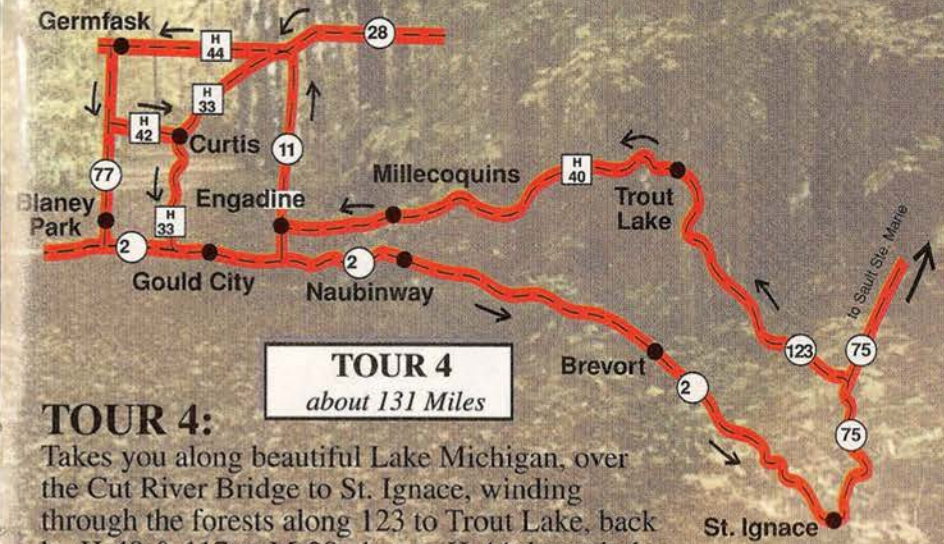 Germfask
H
44
28
H
33
H
42
Curtis
11
77
Engadine
Millecoquins
H
40
Trout
Lake
Blaney
Park
H
33
2
Gould City
2
Naubinway
to Sault Ste. Marie
123
75
Brevort
2
75
St. Ignace
TOUR 4
about 131 Miles
TOUR 4:
Takes you along beautiful Lake Michigan, over
the Cut River Bridge to St. Ignace, winding
through the forests along 123 to Trout Lake, back